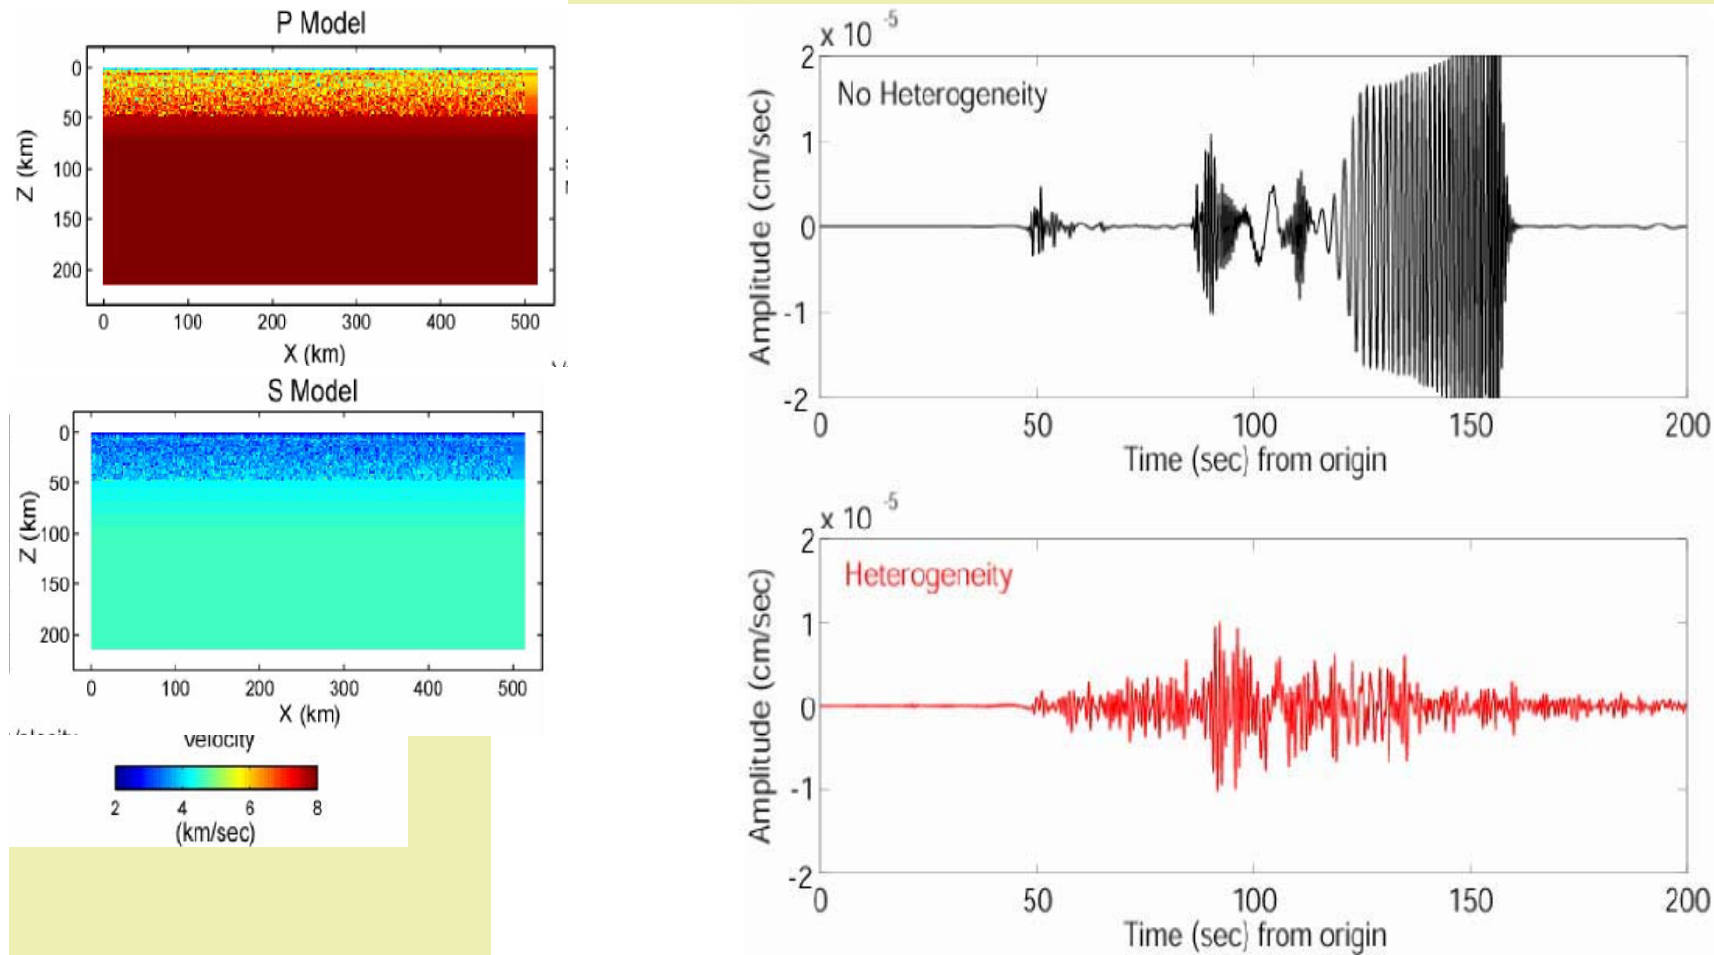 P Model
0
50
100
150
200
Z (km)
0 100 200 300 400 500
X (km)
S Model
0
50
100
150
200
Z (km)
0 100 200 300 400 500
X (km)
velocity
2 4 6 8
(km/sec)
x 10 -5
2
1
0
-1
-2
No Heterogeneity
Amplitude (cm/sec)
0 50 100 150 200
Time (sec) from origin
x 10 -5
2
1
0
-1
-2
Heterogeneity
Amplitude (cm/sec)
0 50 100 150 200
Time (sec) from origin